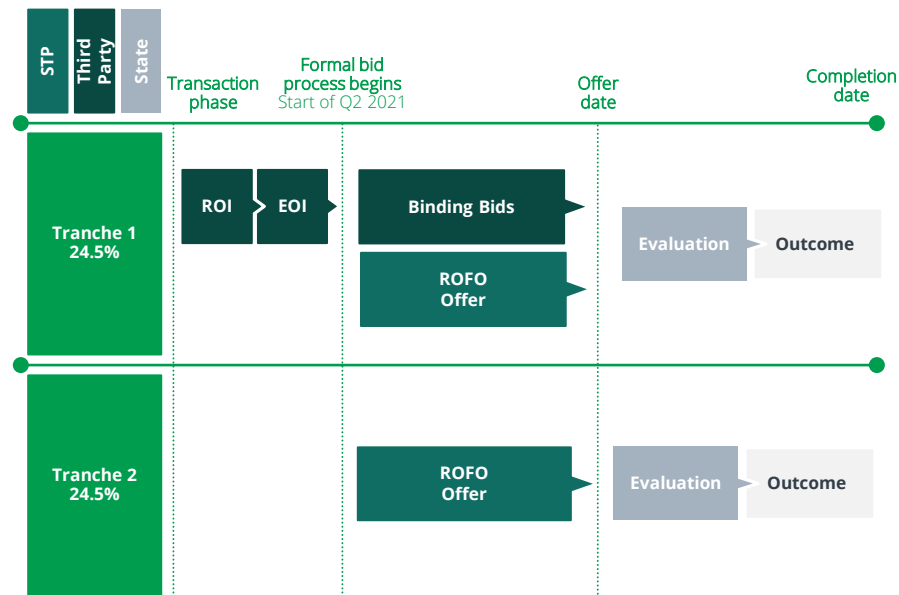 STP
Third
Party
State
Transaction
phase
Formal bid
process begins
Start of Q2 2021
Offer
date
Completion
date
Tranche 1
24.5%
ROI
EOI
Binding Bids
ROFO
Offer
Evaluation
Outcome
Tranche 2
24.5%
ROFO
Offer
Evaluation
Outcome